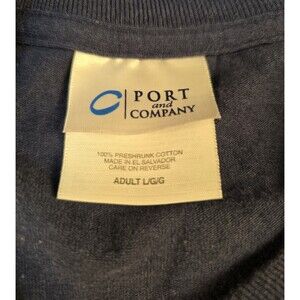 PORT
and
COMPANY
100% PRESHRUNK COTTON
MADE IN EL SALVADOR
CARE ON REVERSE
ADULT L/G/G